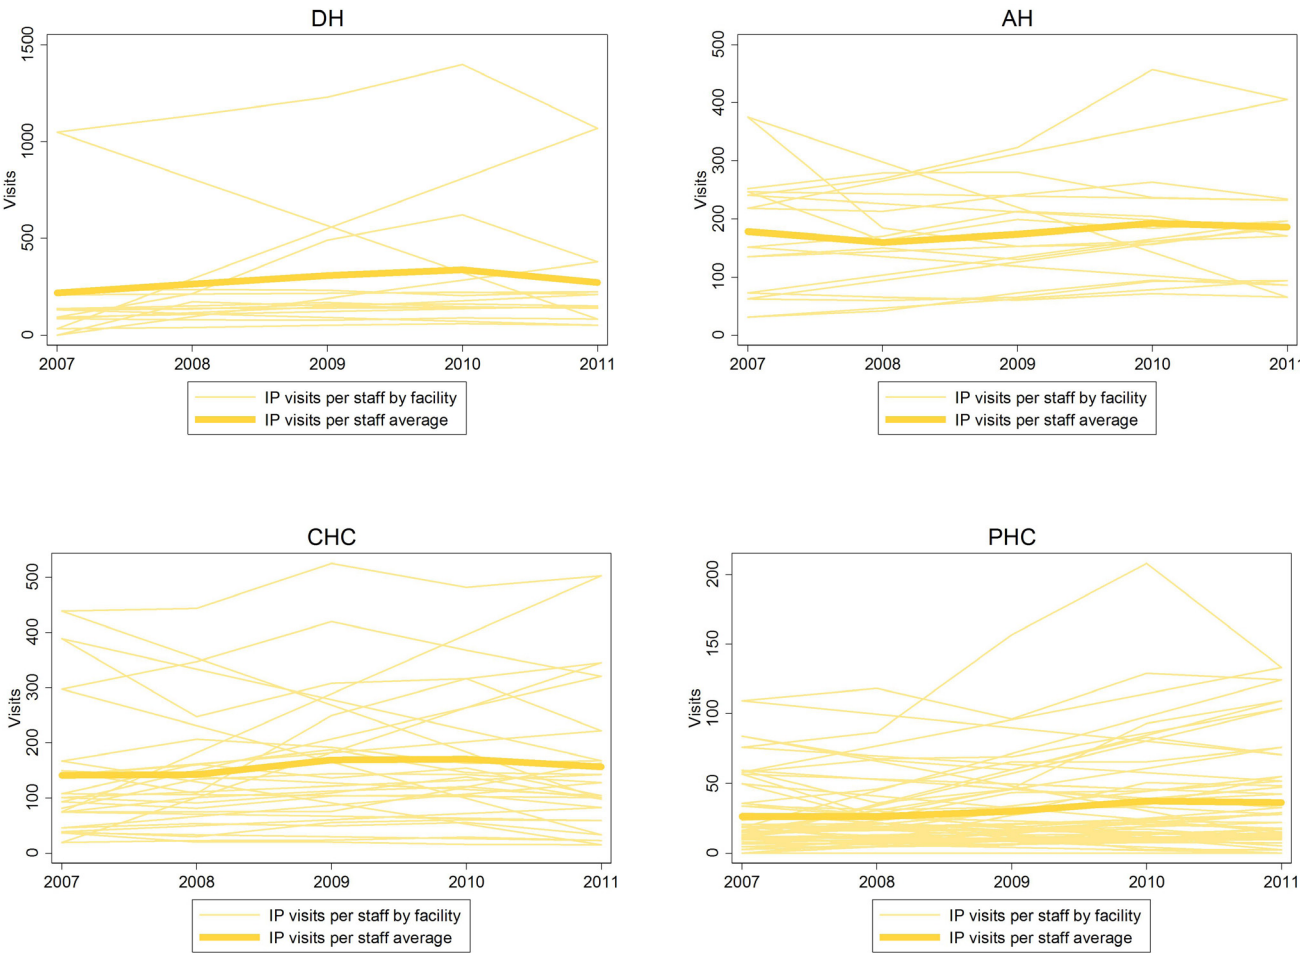 DH
Visits
1500
1000
500
0
2007 2008 2009 2010 2011
IP visits per staff by facility
IP visits per staff average
AH
Visits
500
400
300
200
100
0
2007 2008 2009 2010 2011
IP visits per staff by facility
IP visits per staff average
CHC
Visits
500
400
300
200
100
0
2007 2008 2009 2010 2011
IP visits per staff by facility
IP visits per staff average
PHC
Visits
200
150
100
50
0
2007 2008 2009 2010 2011
IP visits per staff by facility
IP visits per staff average